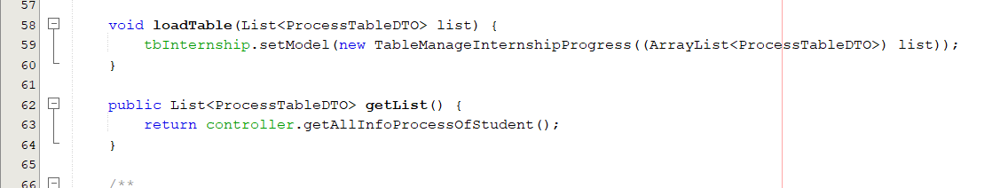 57
58 void loadTable(List<ProcessTableDTO> list) {
59 tbInternship.setModel(new TableManageInternshipProgress((ArrayList<ProcessTableDTO>) list));
60 }
61
62 public List<ProcessTableDTO> getList() {
63 return controller.getAllInfoProcessOfStudent();
64 }
65
66 /**